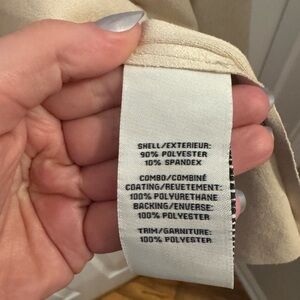 SHELL/EXTERIEUR:
90% POLYESTER
10% SPANDEX
COMBO/COMBINÉ
COATING/REVETEMENT:
100% POLYURETHANE
BACKING/ENVERSE:
100% POLYESTER
TRIM/GARNITURE:
100% POLYESTER